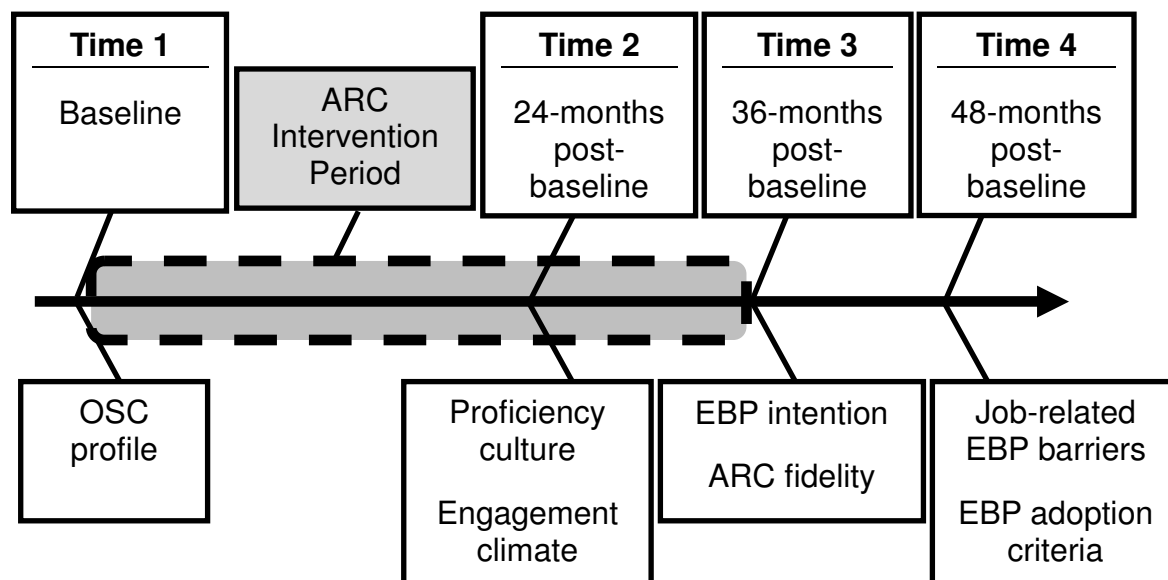 Time 1
Baseline
ARC
Intervention
Period
Time 2
24-months
post-
baseline
Time 3
36-months
post-
baseline
Time 4
48-months
post-
baseline
OSC
profile
Proficiency
culture
Engagement
climate
EBP intention
ARC fidelity
Job-related
EBP barriers
EBP adoption
criteria